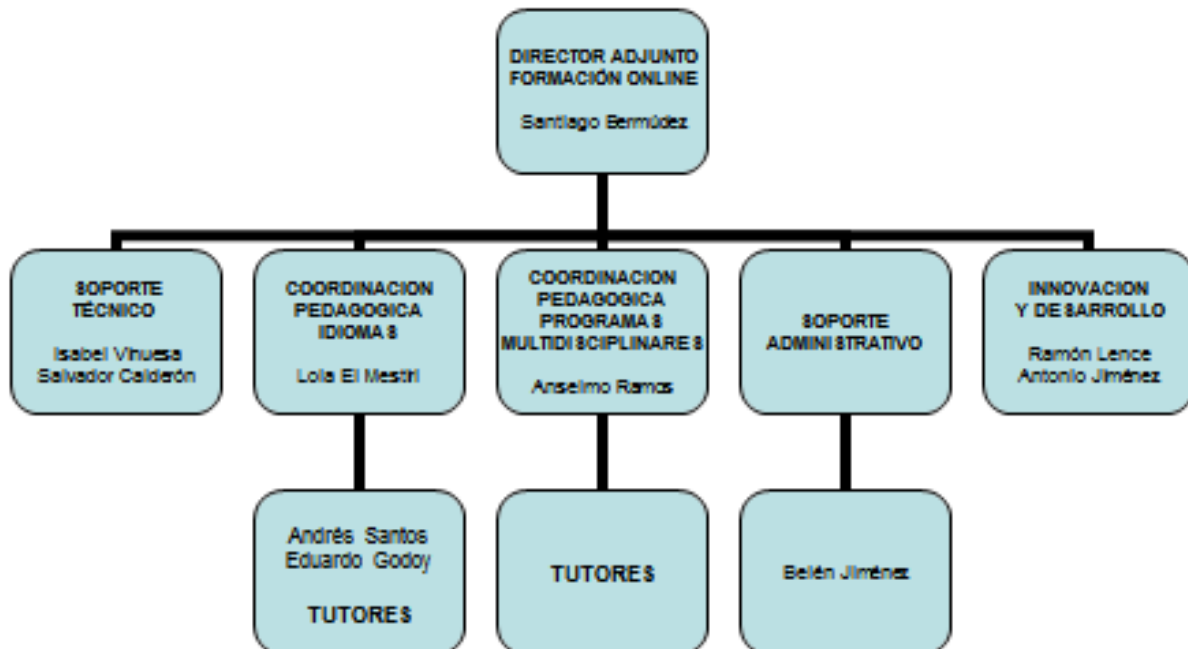 DIRECTOR ADJUNTO
FORMACIÓN ONLINE
Santiago Bermúdez
SOPORTE
TÉCNICO
Isabel Vihuesa
Salvador Calderón
COORDINACION
PEDAGOGICA
IDIOMAS
Lola El Mestiri
COORDINACION
PEDAGOGICA
PROGRAMAS
MULTIDISCIPLINARES
Anselmo Ramos
SOPORTE
ADMINISTRATIVO
INNOVACION
Y DESARROLLO
Ramón Lence
Antonio Jiménez
Andrés Santos
Eduardo Godoy
TUTORES
TUTORES
Belén Jiménez